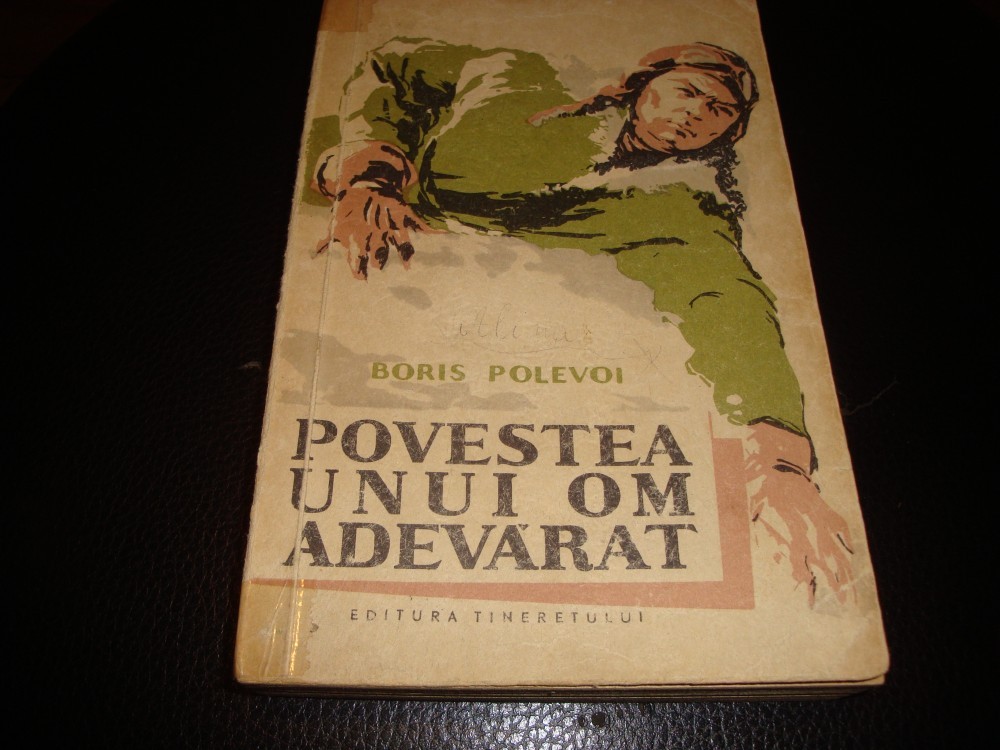 BORIS POLEVOI
POVESTEA
UNUI OM
ADEVĂRAT
EDITURA TINERETULUI